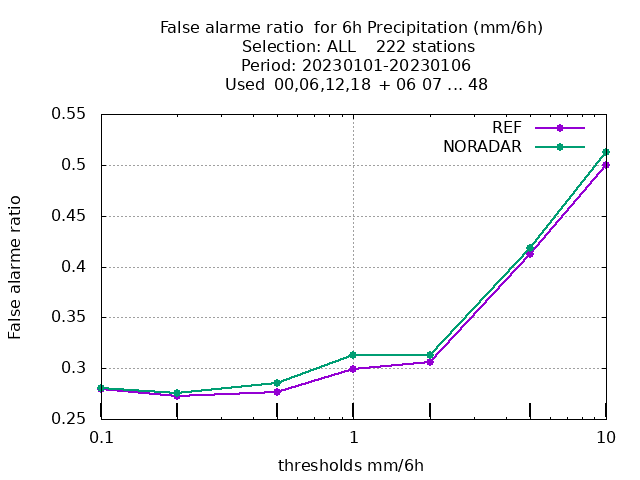 False alarme ratio  for 6h Precipitation (mm/6h)
Selection: ALL    222 stations
Period: 20230101-20230106
Used  00,06,12,18  + 06 07 ... 48
0.55
0.5
0.45
0.4
0.35
0.3
0.25
False alarme ratio
REF
NORADAR
0.1
1
10
thresholds mm/6h